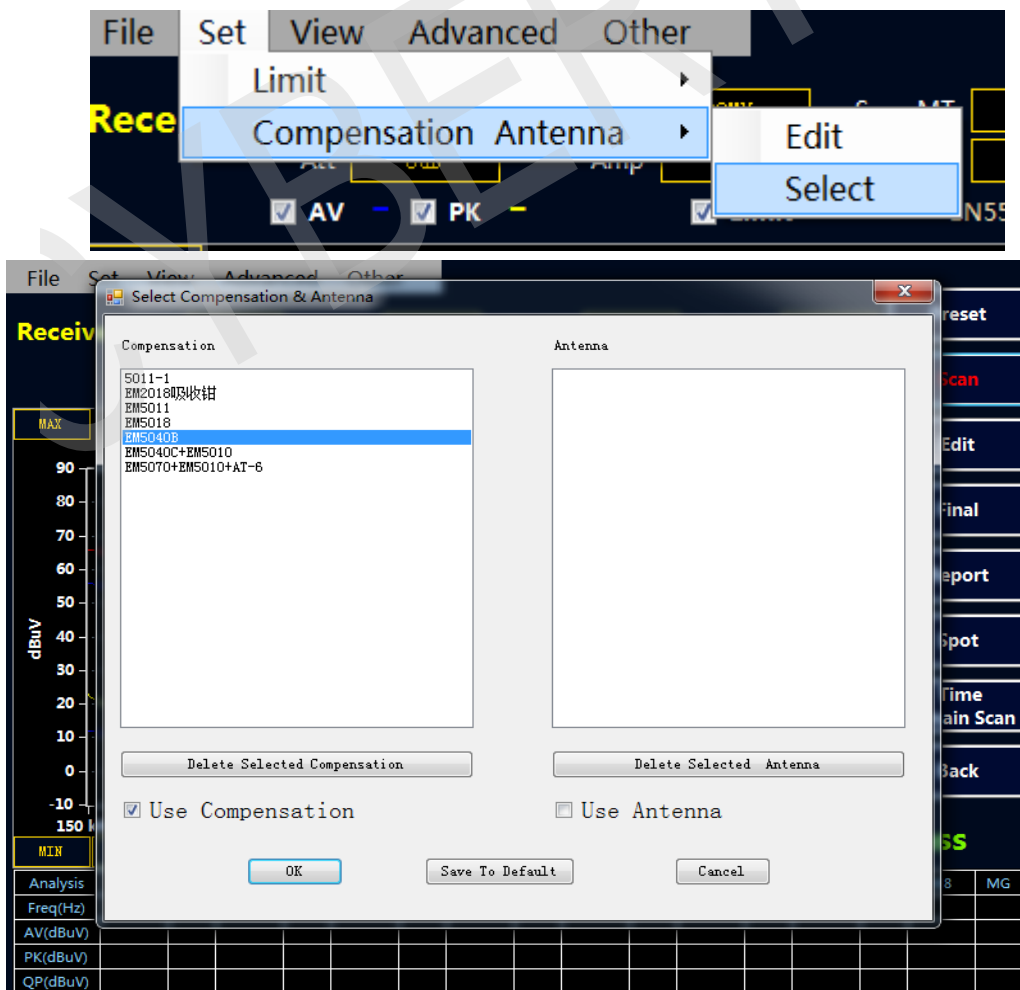 File Set View Advanced Other
Limit
Rece
Compensation Antenna
Edit
Select
AV PK
File
Select Compensation & Antenna
Receiv
Compensation Antenna
5011-1
EM2018吸收钳
EM5011
EM5018
EM5040B
EM5040C+EM5010
EM5070+EM5010+AT-6
MAX
90
80
70
60
50
40
30
20
10
0
-10
dBuV
150 k
MIN
reset
Scan
Edit
Final
eport
Spot
Time
ain Scan
Back
Delete Selected Compensation Delete Selected Antenna
Use Compensation Use Antenna
OK Save To Default Cancel
ss
Analysis 8 MG
Freq(Hz)
AV(dBuV)
PK(dBuV)
QP(dBuV)